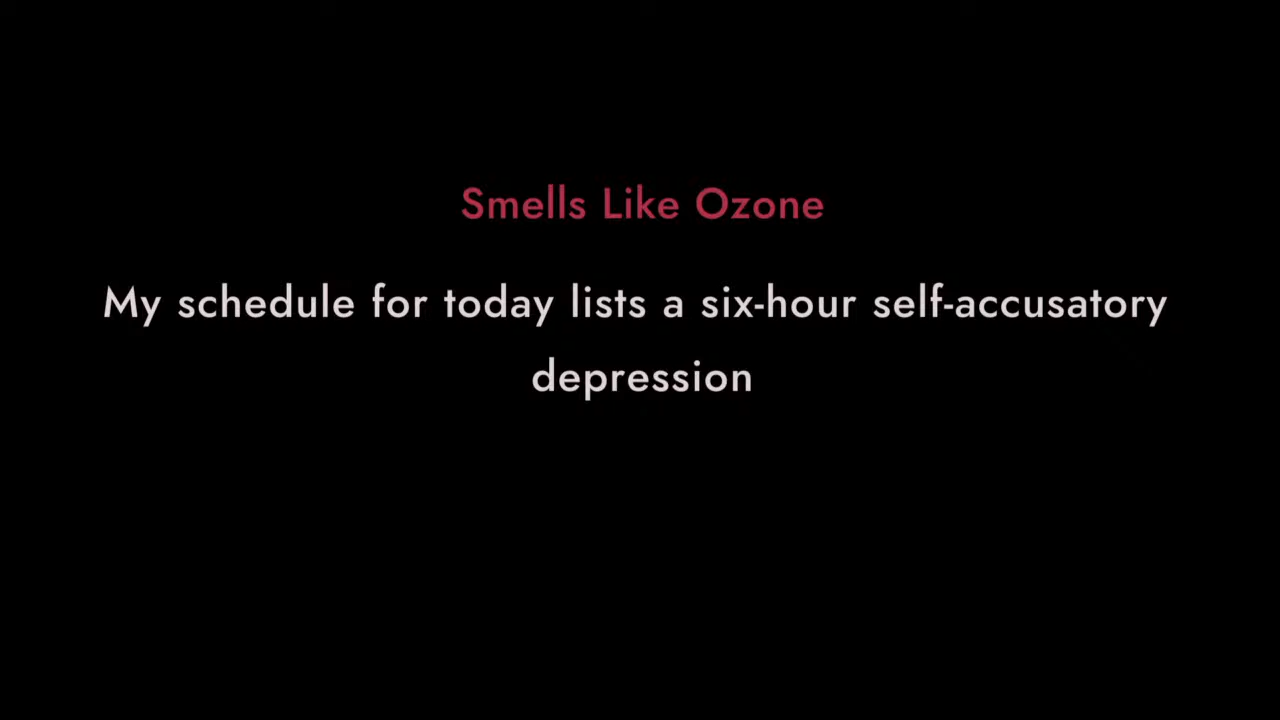 Smells Like Ozone
My schedule for today lists a six-hour self-accusatory
depression